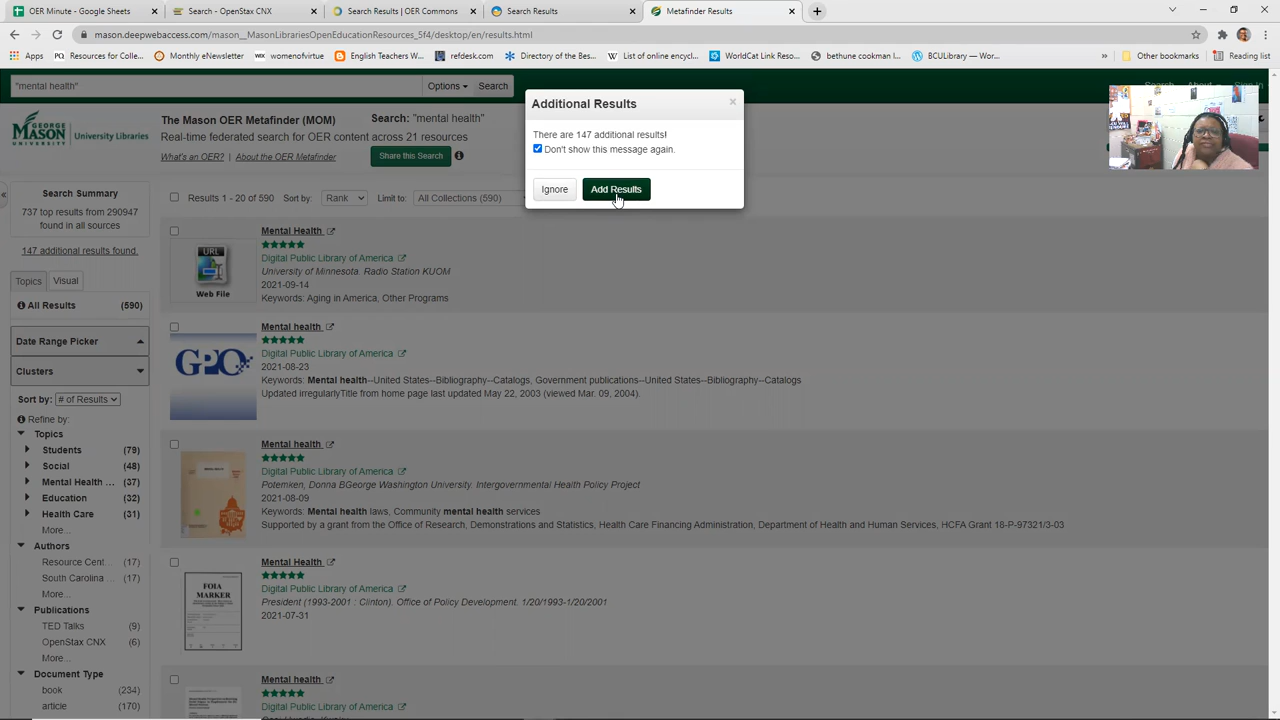 OER Minute - Google Sheets
Search - OpenStax CNX
Search Results | OER Commons
Search Results
Metafinder Results
mason.deepwebaccess.com/mason__MasonLibrariesOpenEducationResources_5f4/desktop/en/results.html
Resources for Colle...
Monthly eNewsletter
womenofvirtue
English Teachers W...
refdesk.com
Directory of the Bes...
List of online encycl...
WorldCat Link Reso...
bethune cookman l...
BCULibrary — Wor...
Other bookmarks
Reading list
"mental health"
Options
Search
Search
About
Sign In
GEORGE MASON UNIVERSITY
University Libraries
The Mason OER Metafinder (MOM)
Search: "mental health"
Real-time federated search for OER content across 21 resources
What's an OER? | About the OER Metafinder
Share this Search
Additional Results
There are 147 additional results!
Don't show this message again.
Ignore
Add Results
Search Summary
737 top results from 290947
found in all sources
147 additional results found.
Topics
Visual
All Results (590)
Date Range Picker
Clusters
Sort by: # of Results
Refine by:
Topics
Students (79)
Social (48)
Mental Health ... (37)
Education (32)
Health Care (31)
More...
Authors
Resource Cent... (17)
South Carolina ... (17)
More...
Publications
TED Talks (9)
OpenStax CNX (6)
More...
Document Type
book (234)
article (170)
Results 1 - 20 of 590
Sort by: Rank
Limit to: All Collections (590)
Mental Health
Digital Public Library of America
University of Minnesota. Radio Station KUOM
2021-09-14
Keywords: Aging in America, Other Programs
URL
Web File
Mental health
Digital Public Library of America
2021-08-23
Keywords: Mental health--United States--Bibliography--Catalogs, Government publications--United States--Bibliography--Catalogs
Updated irregularlyTitle from home page last updated May 22, 2003 (viewed Mar. 09, 2004).
GPO
Mental health
Digital Public Library of America
Potemken, Donna BGeorge Washington University. Intergovernmental Health Policy Project
2021-08-09
Keywords: Mental health laws, Community mental health services
Supported by a grant from the Office of Research, Demonstrations and Statistics, Health Care Financing Administration, Department of Health and Human Services, HCFA Grant 18-P-97321/3-03
Mental Health
Digital Public Library of America
President (1993-2001 : Clinton). Office of Policy Development. 1/20/1993-1/20/2001
2021-07-31
FOIA
MARKER
Mental Health
Digital Public Library of America